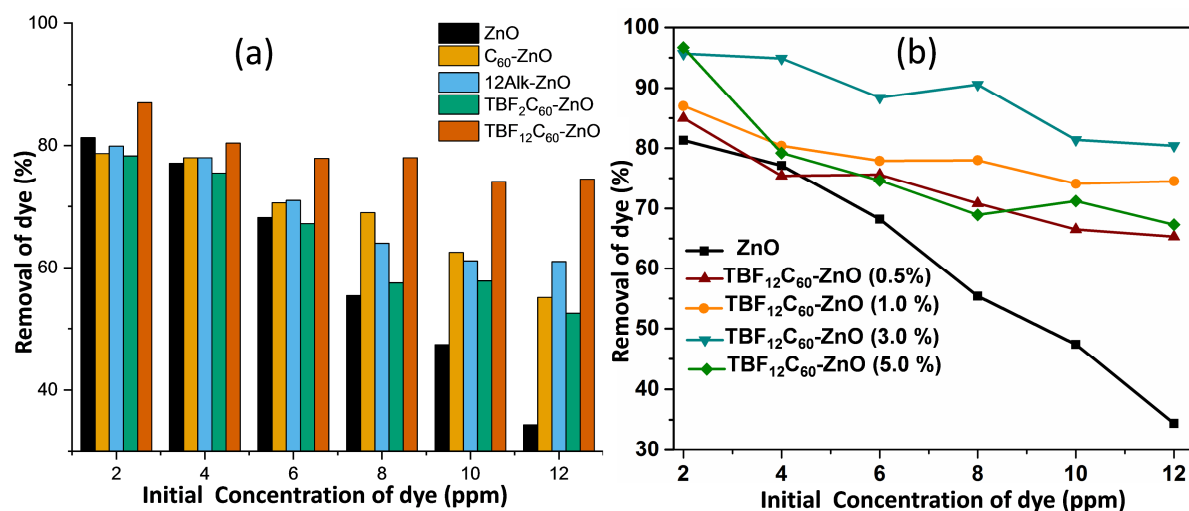 (a)
ZnO
C₆₀-ZnO
12Alk-ZnO
TBF₂C₆₀-ZnO
TBF₁₂C₆₀-ZnO
Removal of dye (%)
100
80
60
40
2 4 6 8 10 12
Initial Concentration of dye (ppm)
(b)
Removal of dye (%)
100
90
80
70
60
50
40
30
ZnO
TBF₁₂C₆₀-ZnO (0.5%)
TBF₁₂C₆₀-ZnO (1.0 %)
TBF₁₂C₆₀-ZnO (3.0 %)
TBF₁₂C₆₀-ZnO (5.0 %)
2 4 6 8 10 12
Initial Concentration of dye (ppm)